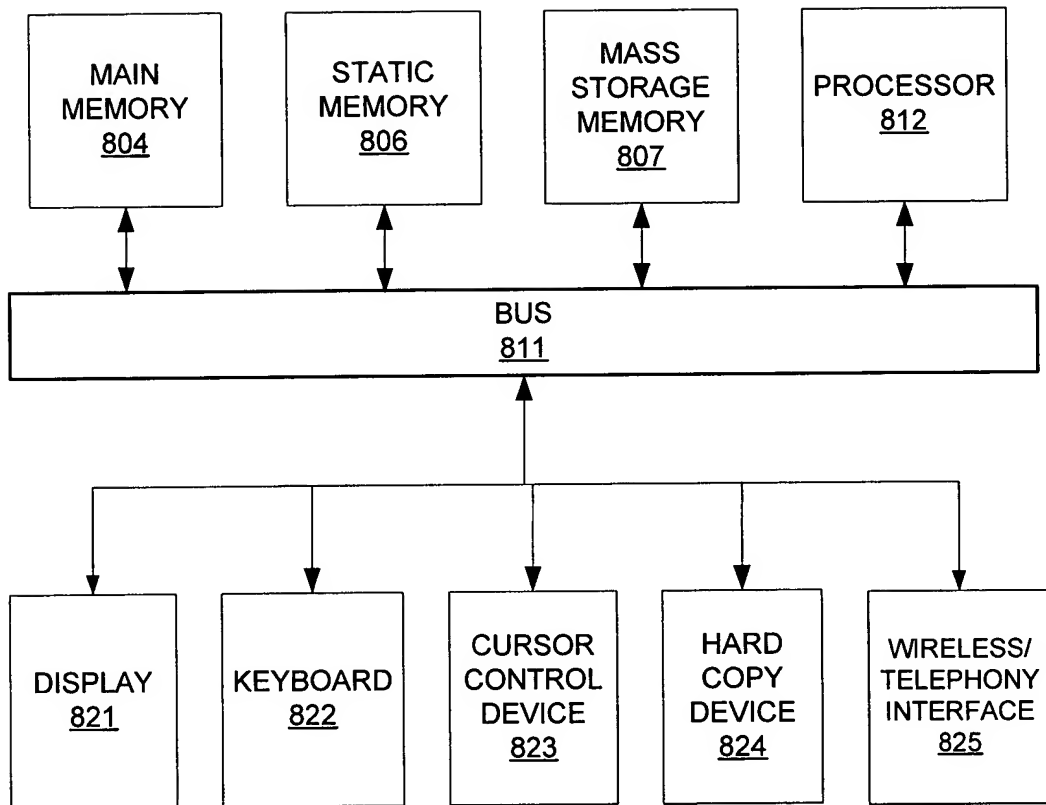 MAIN
MEMORY
804
STATIC
MEMORY
806
MASS
STORAGE
MEMORY
807
PROCESSOR
812
BUS
811
DISPLAY
821
KEYBOARD
822
CURSOR
CONTROL
DEVICE
823
HARD
COPY
DEVICE
824
WIRELESS/
TELEPHONY
INTERFACE
825